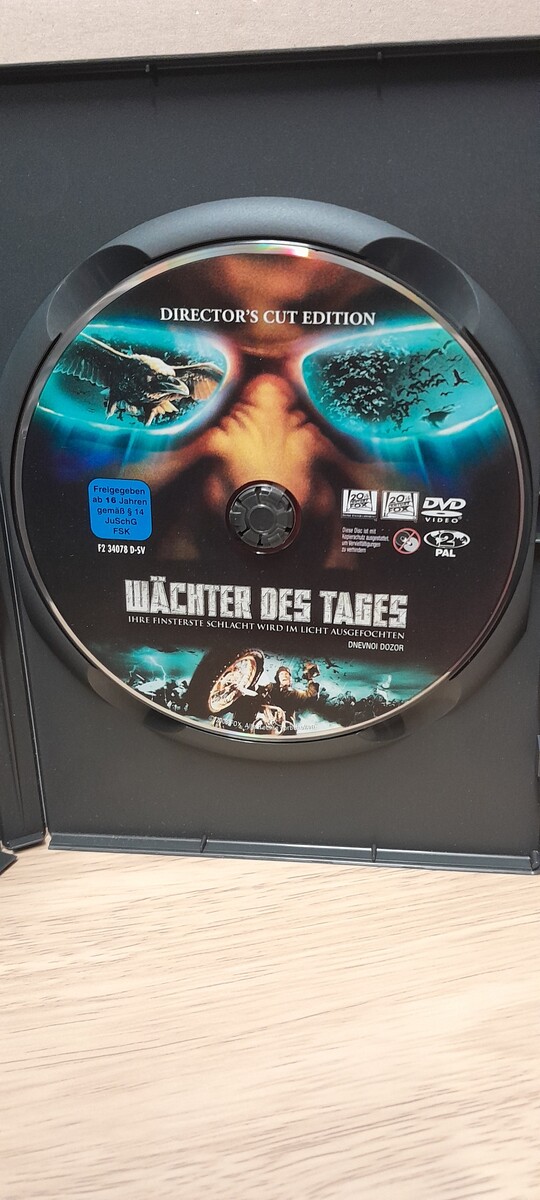 DIRECTOR'S CUT EDITION
Freigegeben
ab 16 Jahren
gemäß § 14
JuSchG
FSK
F2 34078 D-SV
20th
FOX
20th
CENTURY
FOX
DVD
VIDEO
Diese Disc ist mit
Kopierschutz ausgestattet,
um Vervielfältigungen
zu verhindern
2
PAL
WÄCHTER DES TAGES
IHRE FINSTERSTE SCHLACHT WIRD IM LICHT AUSGEFOCHTEN
DNEVNOI DOZOR